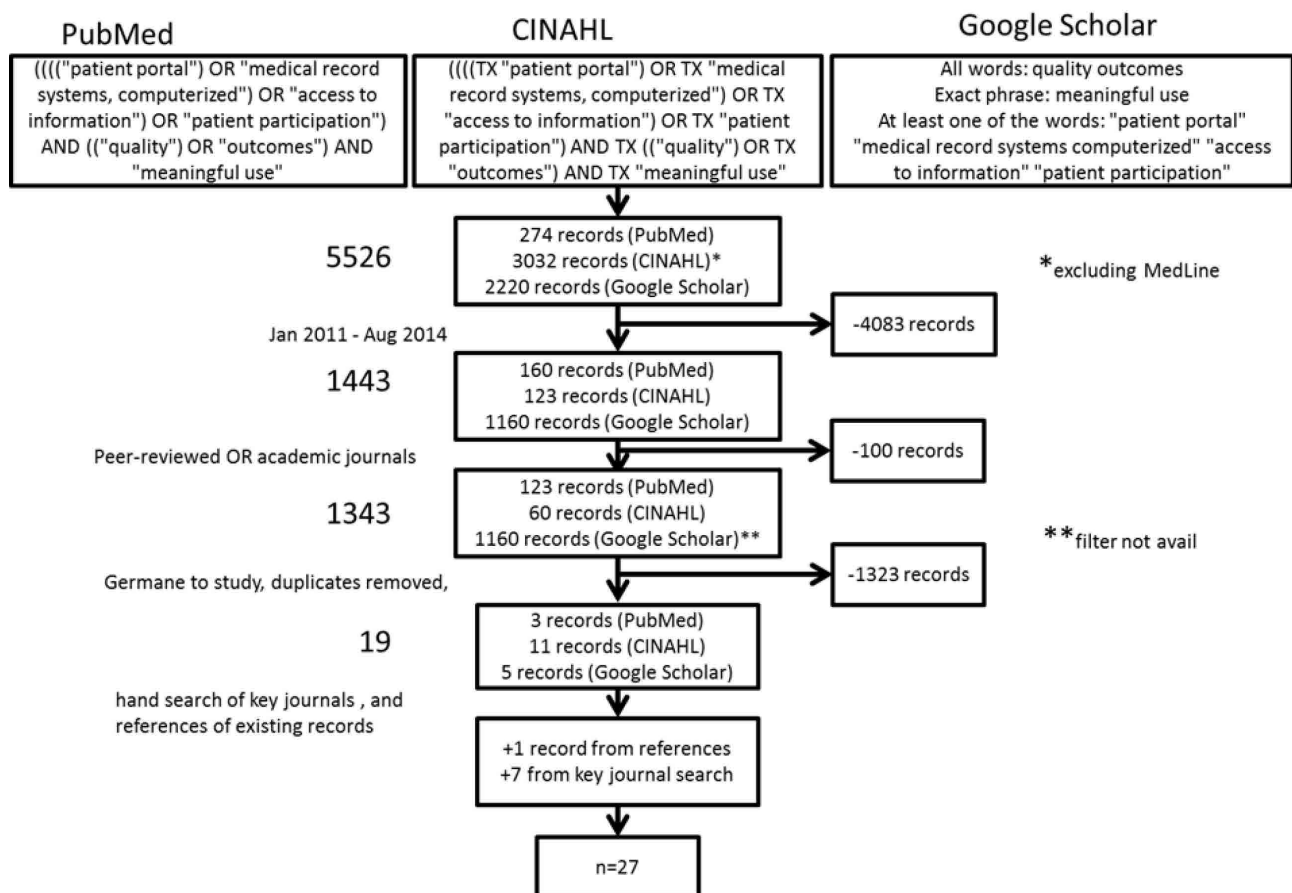 PubMed
CINAHL
Google Scholar
(((("patient portal") OR "medical record
systems, computerized") OR "access to
information") OR "patient participation")
AND (("quality") OR "outcomes") AND
"meaningful use"
((((TX "patient portal") OR TX "medical
record systems, computerized") OR TX
"access to information") OR TX "patient
participation") AND TX (("quality") OR TX
"outcomes") AND TX "meaningful use"
All words: quality outcomes
Exact phrase: meaningful use
At least one of the words: "patient portal"
"medical record systems computerized" "access
to information" "patient participation"
5526
274 records (PubMed)
3032 records (CINAHL)*
2220 records (Google Scholar)
*excluding MedLine
-4083 records
Jan 2011 - Aug 2014
1443
160 records (PubMed)
123 records (CINAHL)
1160 records (Google Scholar)
-100 records
Peer-reviewed OR academic journals
1343
123 records (PubMed)
60 records (CINAHL)
1160 records (Google Scholar)**
**filter not avail
-1323 records
Germane to study, duplicates removed,
19
3 records (PubMed)
11 records (CINAHL)
5 records (Google Scholar)
hand search of key journals , and
references of existing records
+1 record from references
+7 from key journal search
n=27